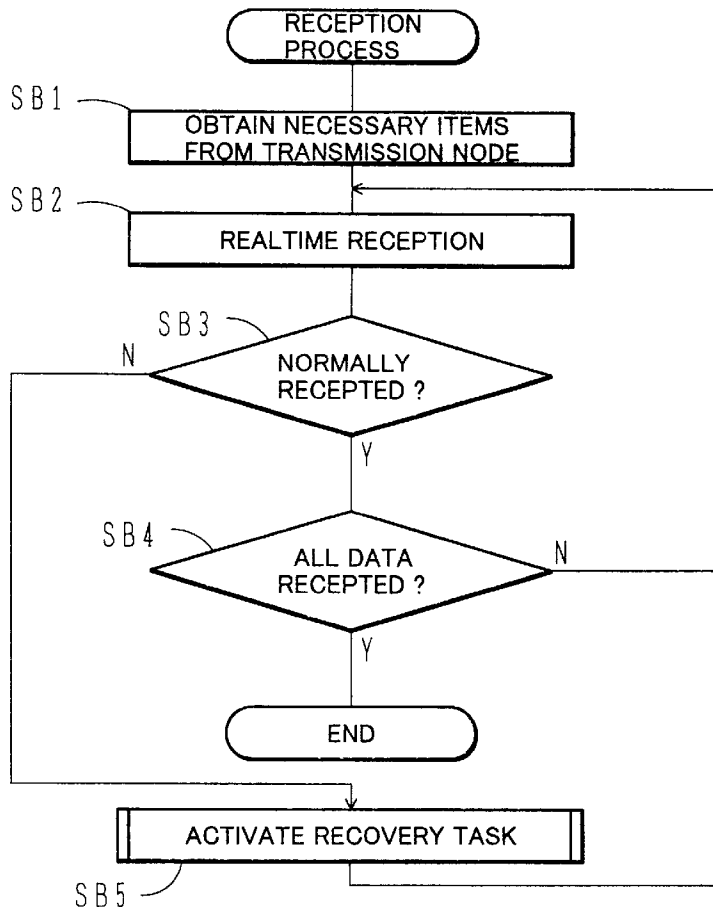 RECEPTION
PROCESS
SB1
OBTAIN NECESSARY ITEMS
FROM TRANSMISSION NODE
SB2
REALTIME RECEPTION
SB3
N
NORMALLY
RECEPTED ?
Y
SB4
ALL DATA
RECEPTED ?
N
Y
END
ACTIVATE RECOVERY TASK
SB5